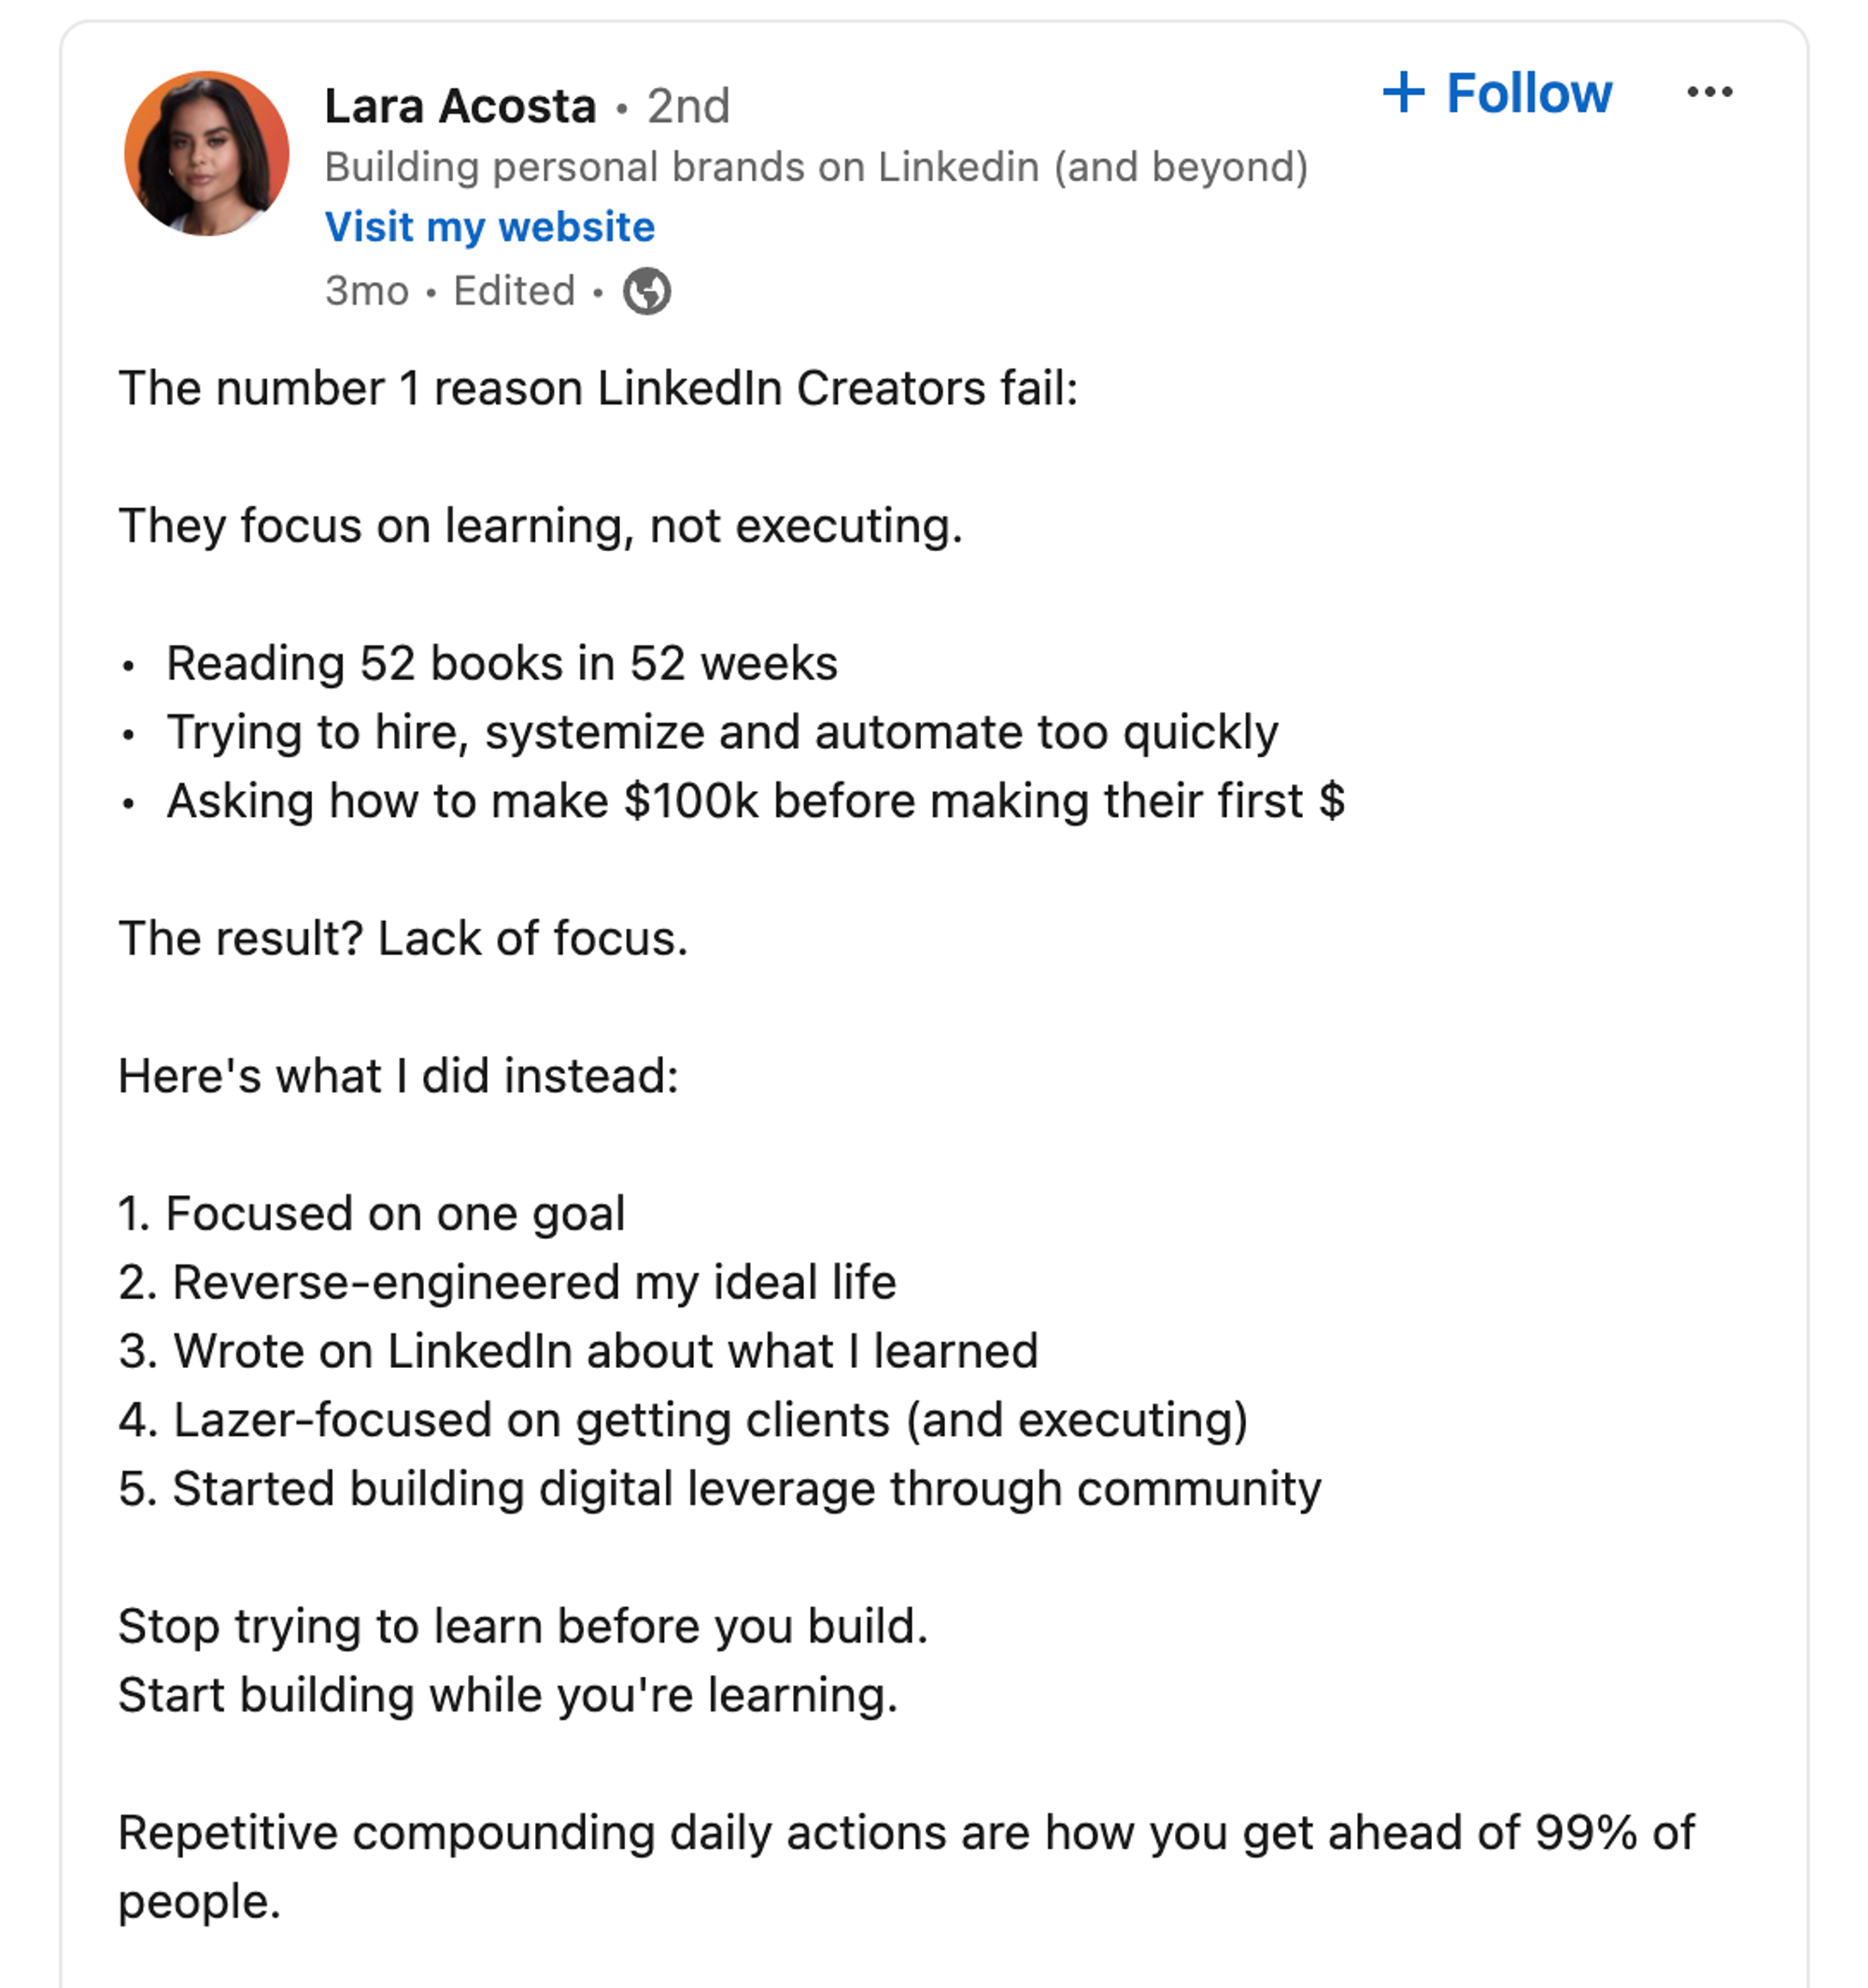 Lara Acosta • 2nd
+ Follow
Building personal brands on Linkedin (and beyond)
Visit my website
3mo • Edited •
The number 1 reason LinkedIn Creators fail:
They focus on learning, not executing.
• Reading 52 books in 52 weeks
• Trying to hire, systemize and automate too quickly
• Asking how to make $100k before making their first $
The result? Lack of focus.
Here's what I did instead:
1. Focused on one goal
2. Reverse-engineered my ideal life
3. Wrote on LinkedIn about what I learned
4. Lazer-focused on getting clients (and executing)
5. Started building digital leverage through community
Stop trying to learn before you build.
Start building while you're learning.
Repetitive compounding daily actions are how you get ahead of 99% of
people.